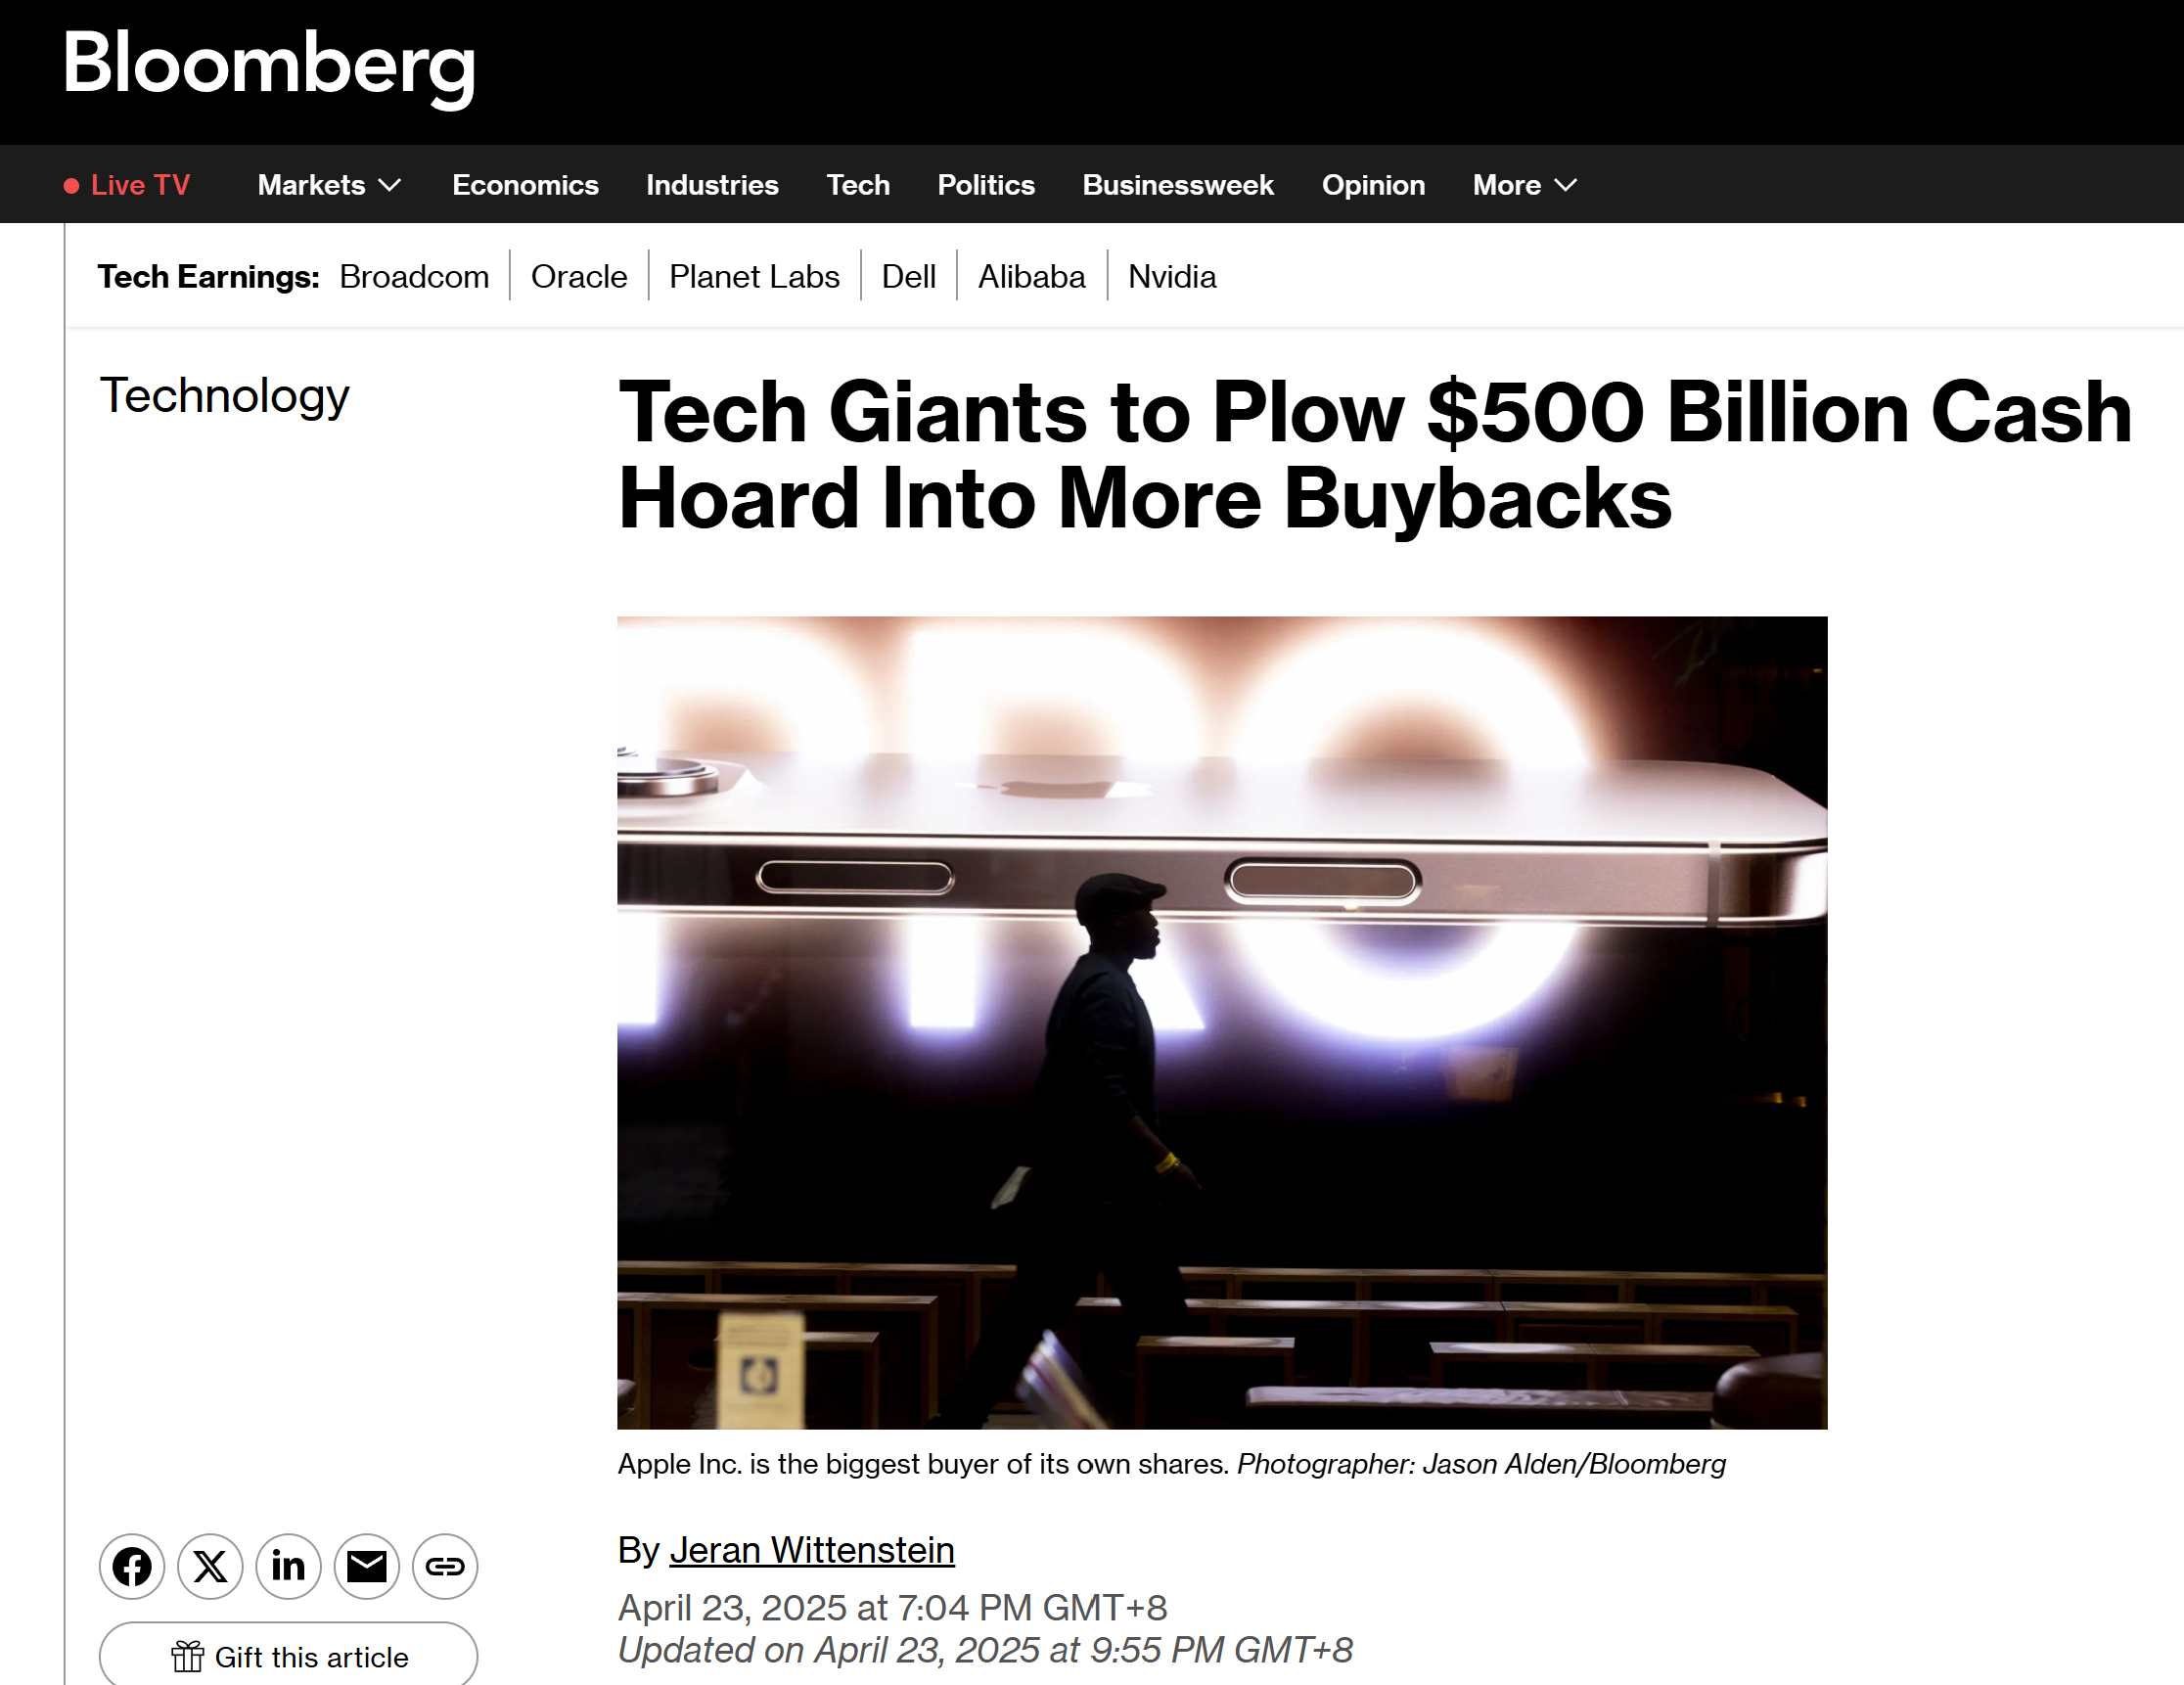 Bloomberg
Live TV Markets Economics Industries Tech Politics Businessweek Opinion More
Tech Earnings: Broadcom Oracle Planet Labs Dell Alibaba Nvidia
Technology
Tech Giants to Plow $500 Billion Cash
Hoard Into More Buybacks
PRO
Apple Inc. is the biggest buyer of its own shares. Photographer: Jason Alden/Bloomberg
By Jeran Wittenstein
April 23, 2025 at 7:04 PM GMT+8
Updated on April 23, 2025 at 9:55 PM GMT+8
Gift this article